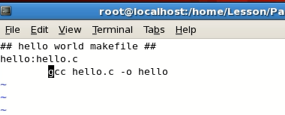 root@localhost:/home/Lesson/Pa
File Edit View Terminal Tabs Help
## hello world makefile ##
hello:hello.c
gcc hello.c -o hello
~
~
~